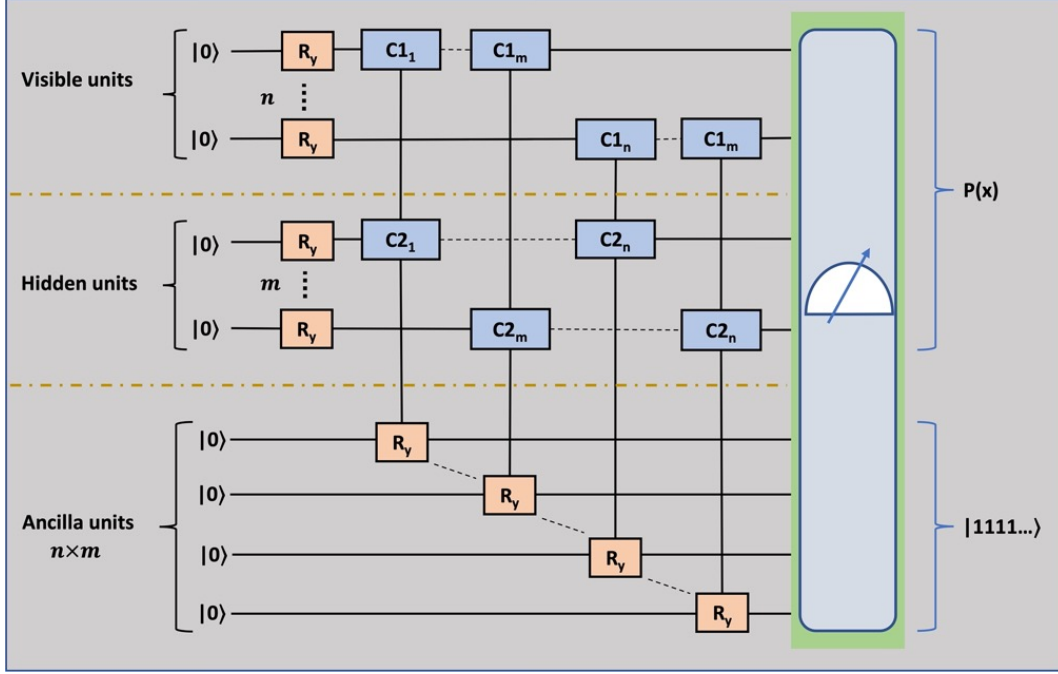 |0⟩ R_y C1_1 C1_m
Visible units
n
|0⟩ R_y C1_n C1_m
P(x)
|0⟩ R_y C2_1 C2_n
Hidden units
m
|0⟩ R_y C2_m C2_n
|0⟩ R_y
|0⟩ R_y
Ancilla units
n×m
|1111...⟩
|0⟩ R_y
|0⟩ R_y